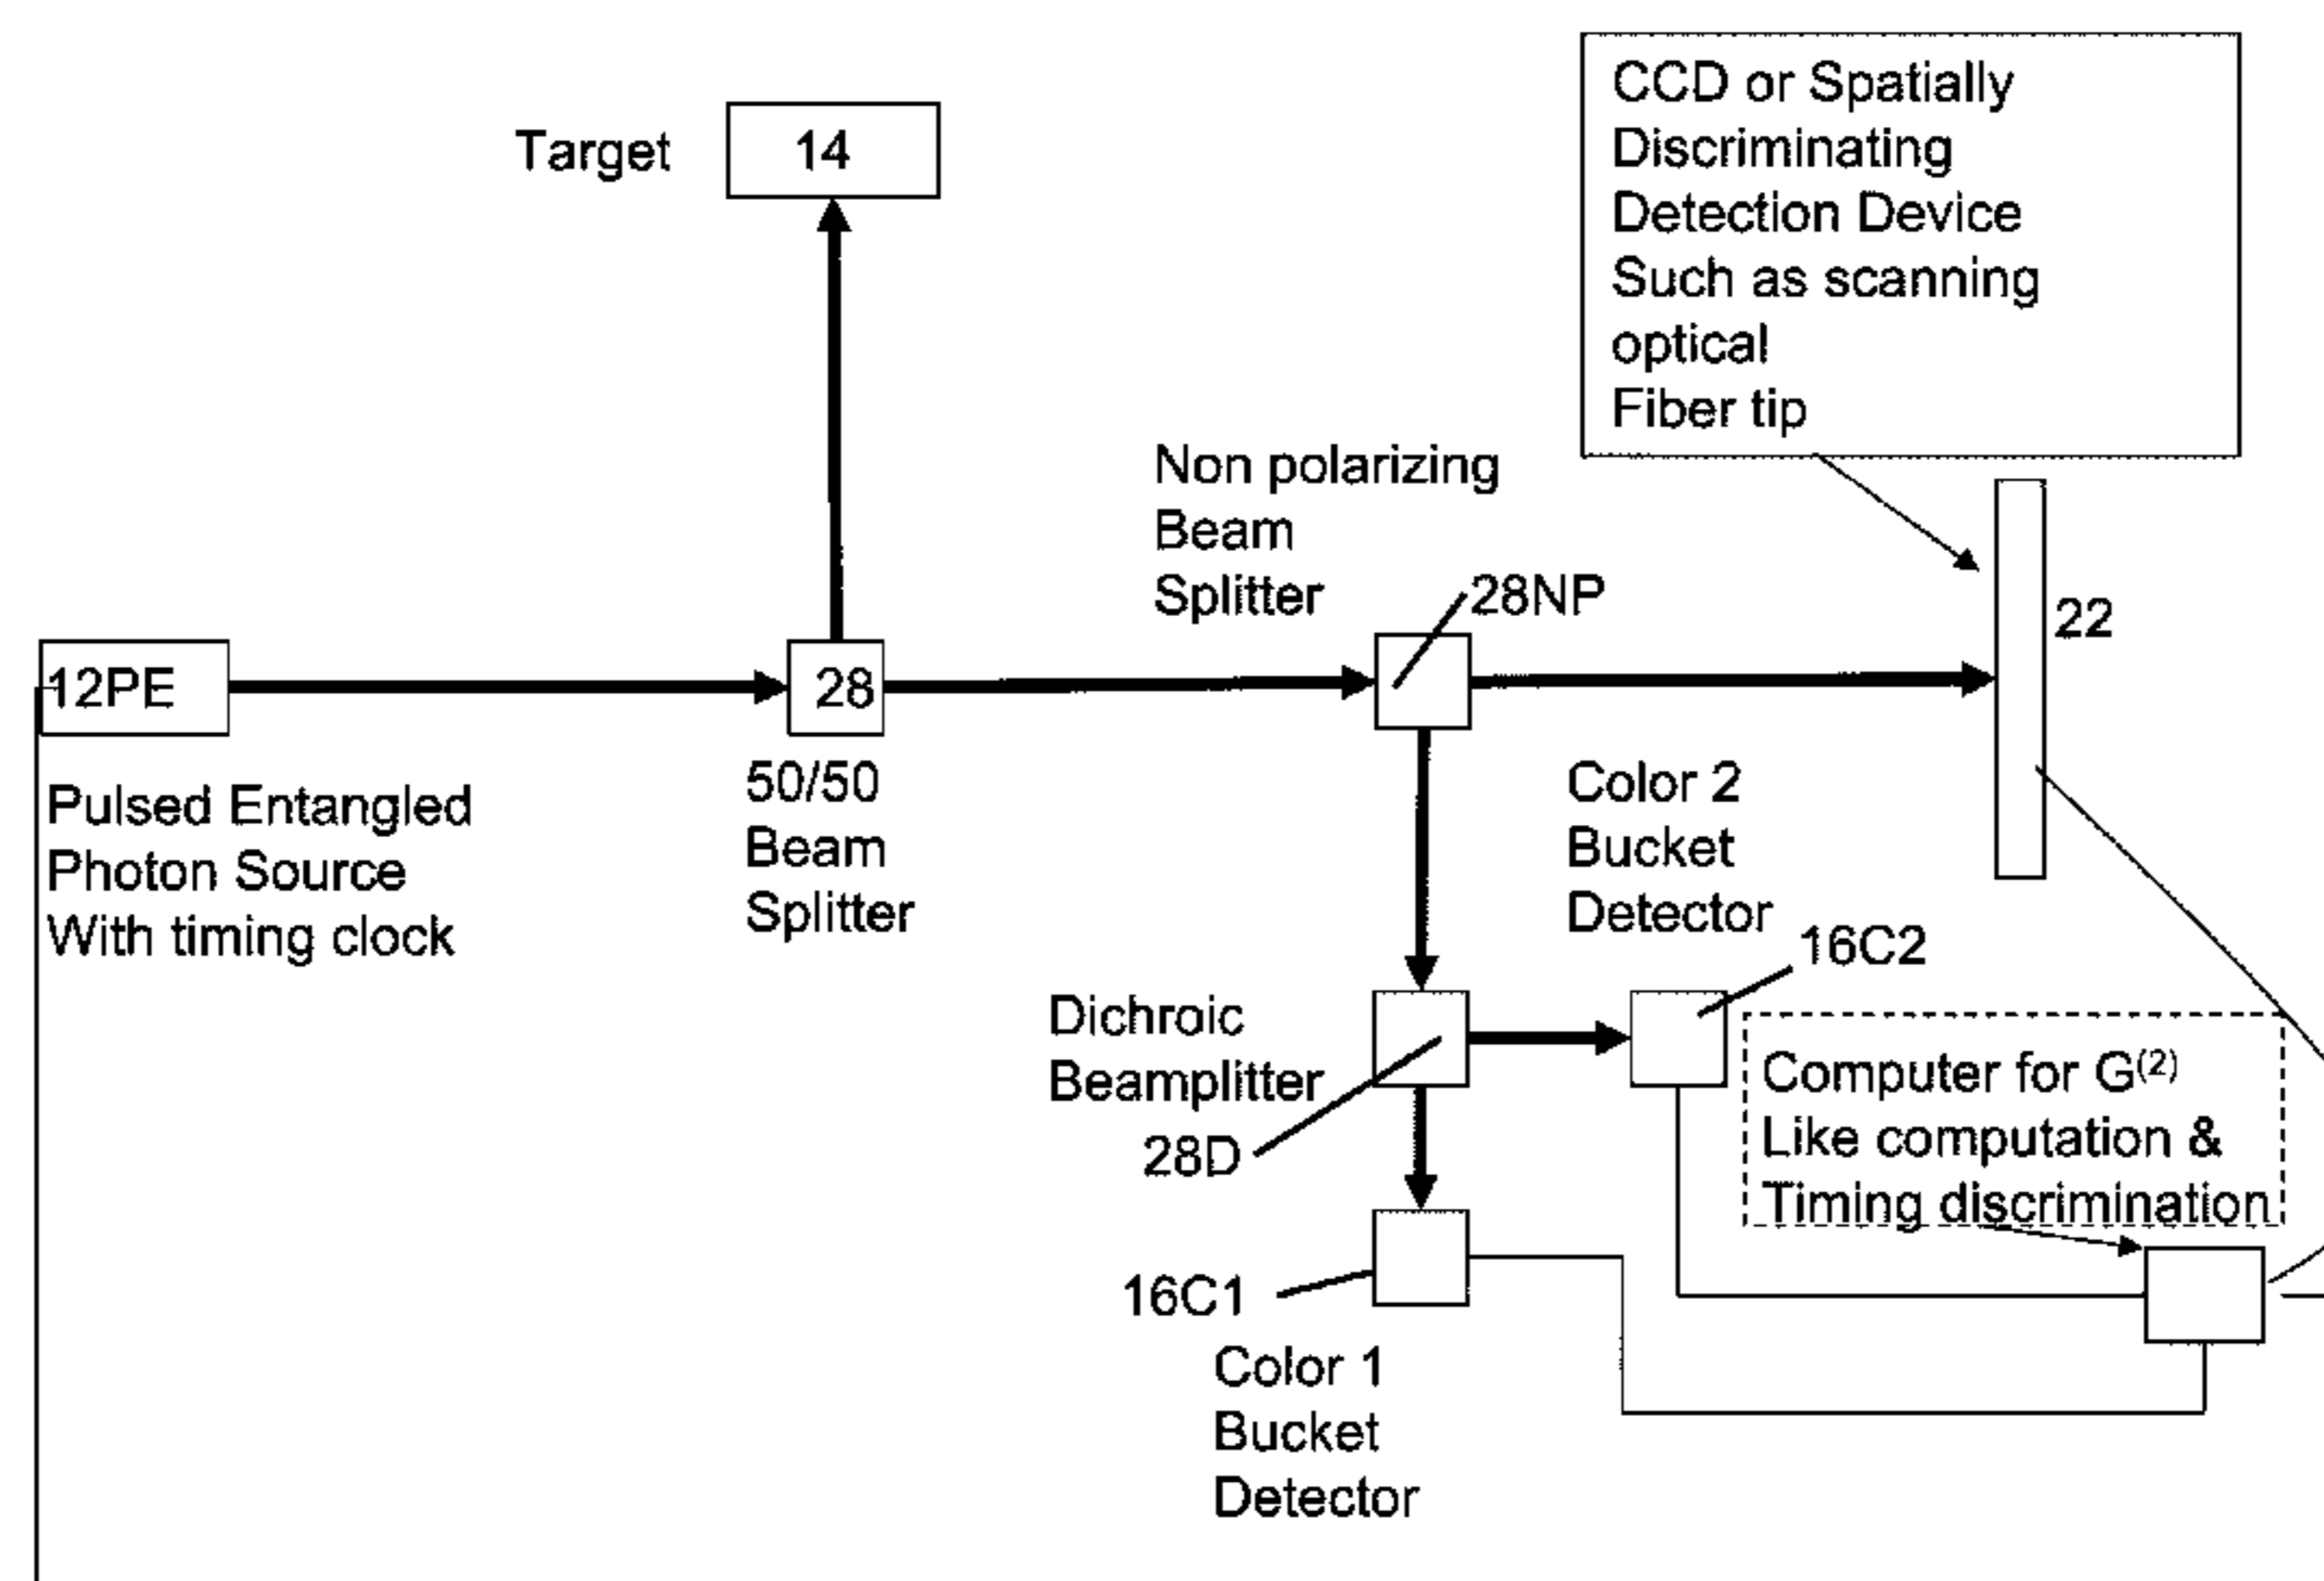 CCD or Spatially
Discriminating
Detection Device
Such as scanning
optical
Fiber tip
Target
14
Non polarizing
Beam
Splitter
28NP
22
12PE
28
Pulsed Entangled
Photon Source
With timing clock
50/50
Beam
Splitter
Color 2
Bucket
Detector
16C2
Dichroic
Beamplitter
28D
Computer for G(2)
Like computation &
Timing discrimination
16C1
Color 1
Bucket
Detector